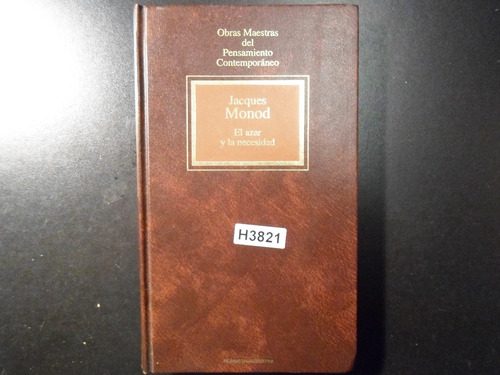 Obras Maestras
del
Pensamiento
Contemporáneo
Jacques
Monod
El azar
y la necesidad
H3821